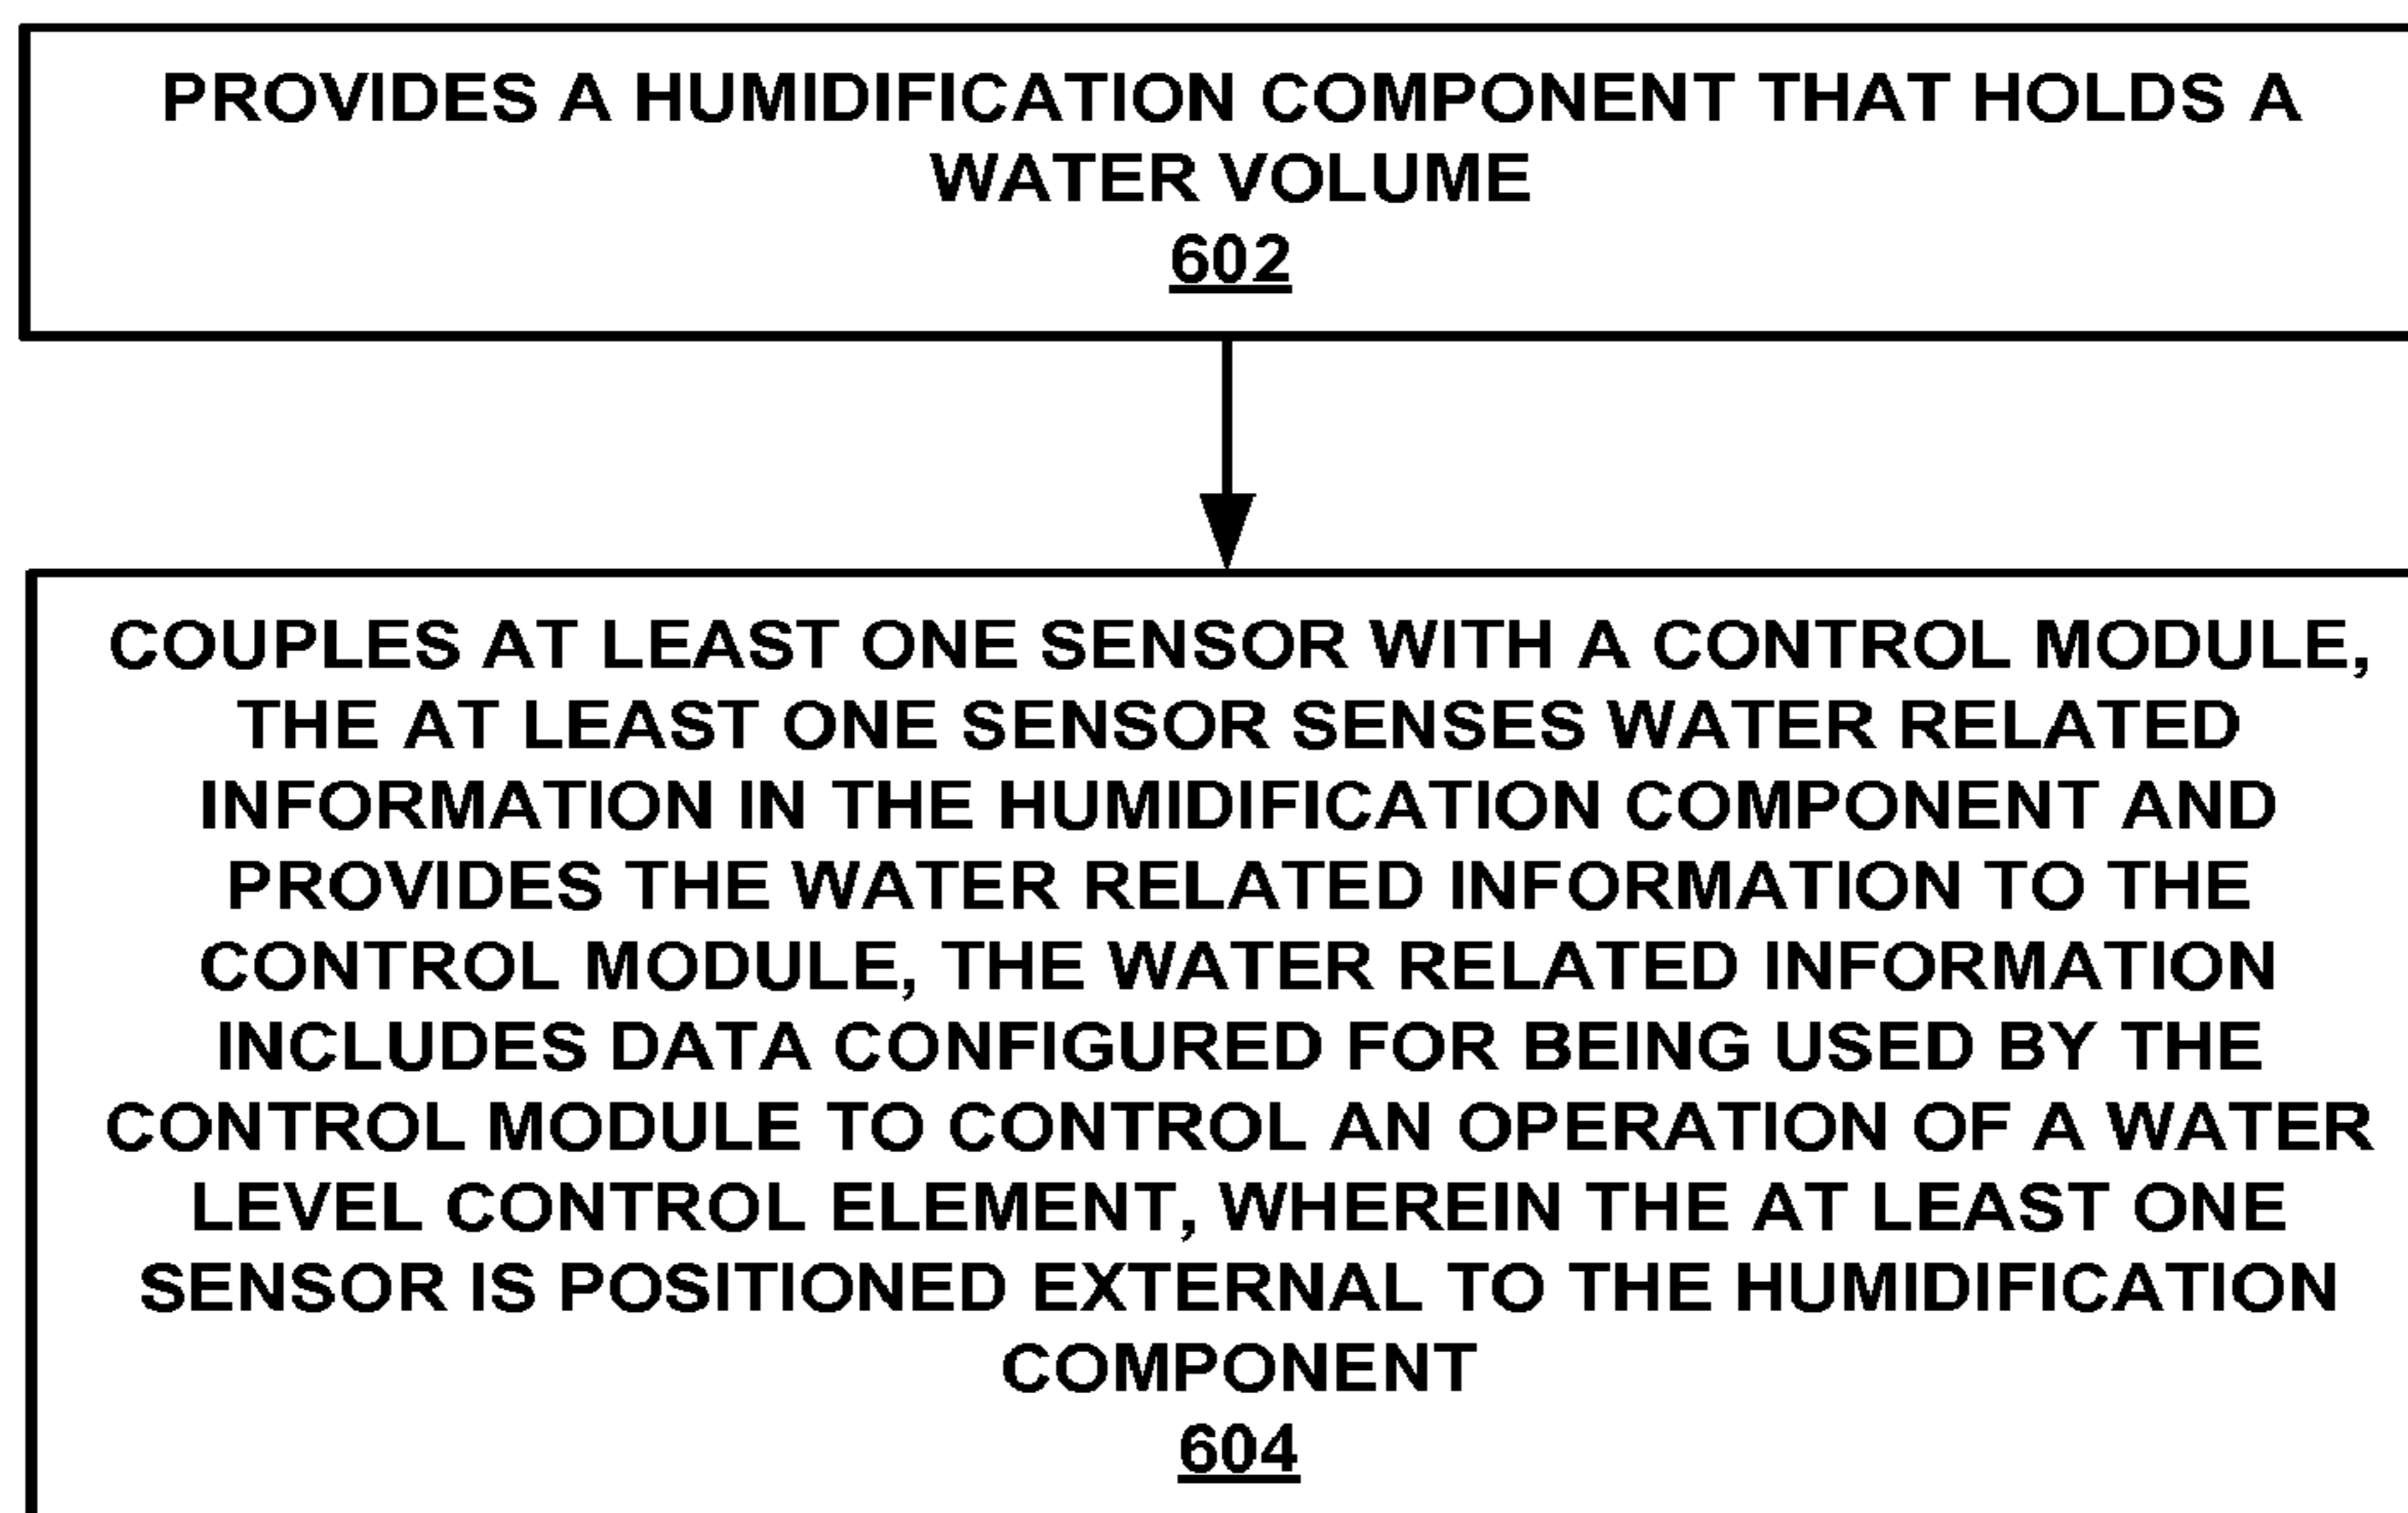 PROVIDES A HUMIDIFICATION COMPONENT THAT HOLDS A
WATER VOLUME
602
COUPLES AT LEAST ONE SENSOR WITH A CONTROL MODULE,
THE AT LEAST ONE SENSOR SENSES WATER RELATED
INFORMATION IN THE HUMIDIFICATION COMPONENT AND
PROVIDES THE WATER RELATED INFORMATION TO THE
CONTROL MODULE, THE WATER RELATED INFORMATION
INCLUDES DATA CONFIGURED FOR BEING USED BY THE
CONTROL MODULE TO CONTROL AN OPERATION OF A WATER
LEVEL CONTROL ELEMENT, WHEREIN THE AT LEAST ONE
SENSOR IS POSITIONED EXTERNAL TO THE HUMIDIFICATION
COMPONENT
604